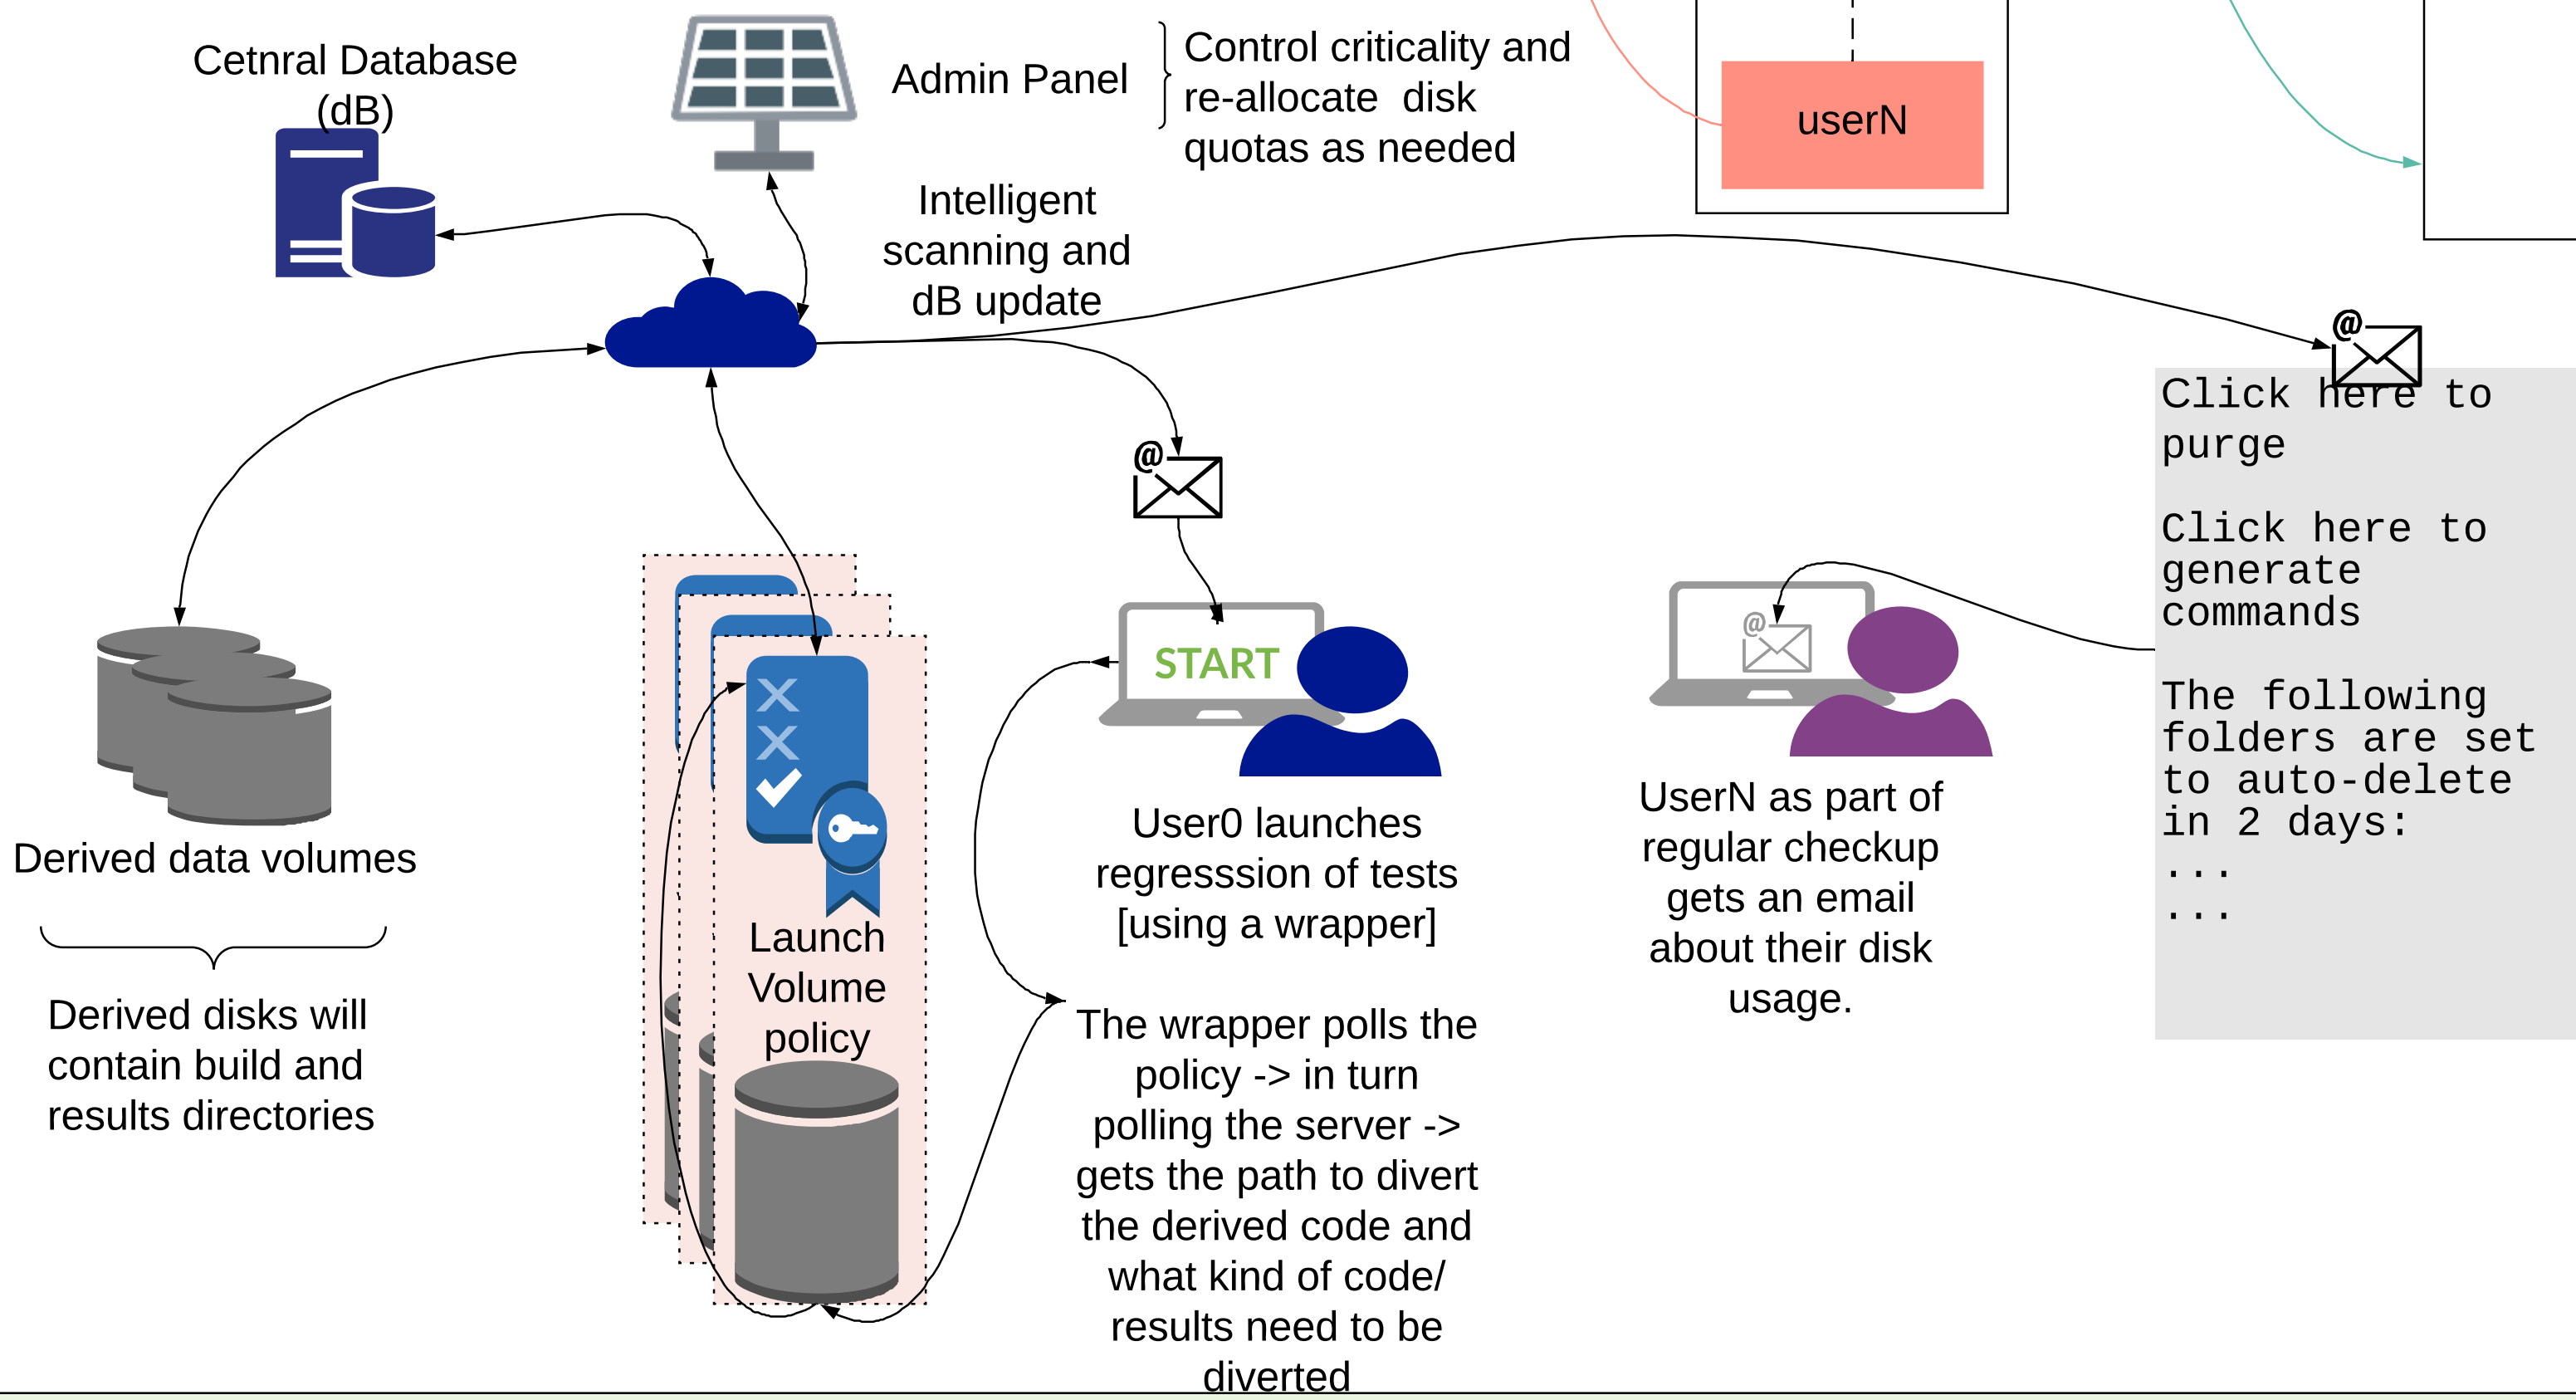 Cetnral Database
(dB)
Admin Panel
Control criticality and
re-allocate  disk
quotas as needed
userN
Intelligent
scanning and
dB update
@
Click here to
purge
Click here to
generate
commands
The following
folders are set
to auto-delete
in 2 days:
...
...
@
START
@
User0 launches
regresssion of tests
[using a wrapper]
UserN as part of
regular checkup
gets an email
about their disk
usage.
Derived data volumes
Derived disks will
contain build and
results directories
Launch
Volume
policy
The wrapper polls the
policy -> in turn
polling the server ->
gets the path to divert
the derived code and
what kind of code/
results need to be
diverted